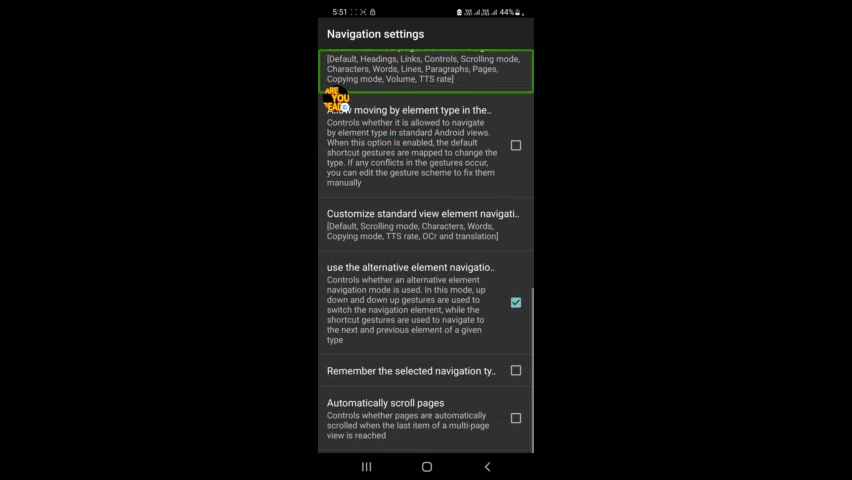 5:51
44%
Navigation settings
[Default, Headings, Links, Controls, Scrolling mode,
Characters, Words, Lines, Paragraphs, Pages,
Copying mode, Volume, TTS rate]
ARE
YOU
moving by element type in the..
Controls whether it is allowed to navigate
by element type in standard Android views.
When this option is enabled, the default
shortcut gestures are mapped to change the
type. If any conflicts in the gestures occur,
you can edit the gesture scheme to fix them
manually
Customize standard view element navigati..
[Default, Scrolling mode, Characters, Words,
Copying mode, TTS rate, OCr and translation]
use the alternative element navigatio..
Controls whether an alternative element
navigation mode is used. In this mode, up
down and down up gestures are used to
switch the navigation element, while the
shortcut gestures are used to navigate to
the next and previous element of a given
type
Remember the selected navigation ty..
Automatically scroll pages
Controls whether pages are automatically
scrolled when the last item of a multi-page
view is reached